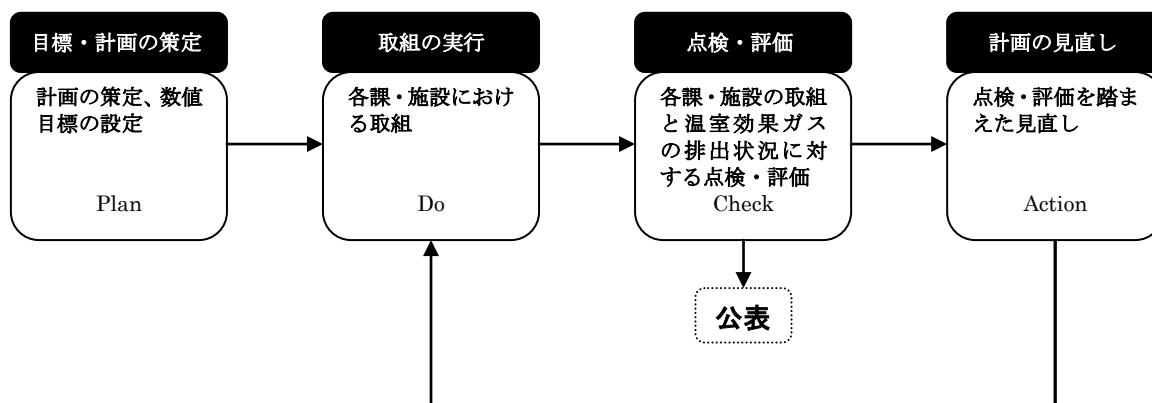 目標・計画の策定
計画の策定、数値
目標の設定
Plan
取組の実行
各課・施設におけ
る取組
Do
点検・評価
各課・施設の取組
と温室効果ガス
の排出状況に対
する点検・評価
Check
公表
計画の見直し
点検・評価を踏ま
えた見直し
Action